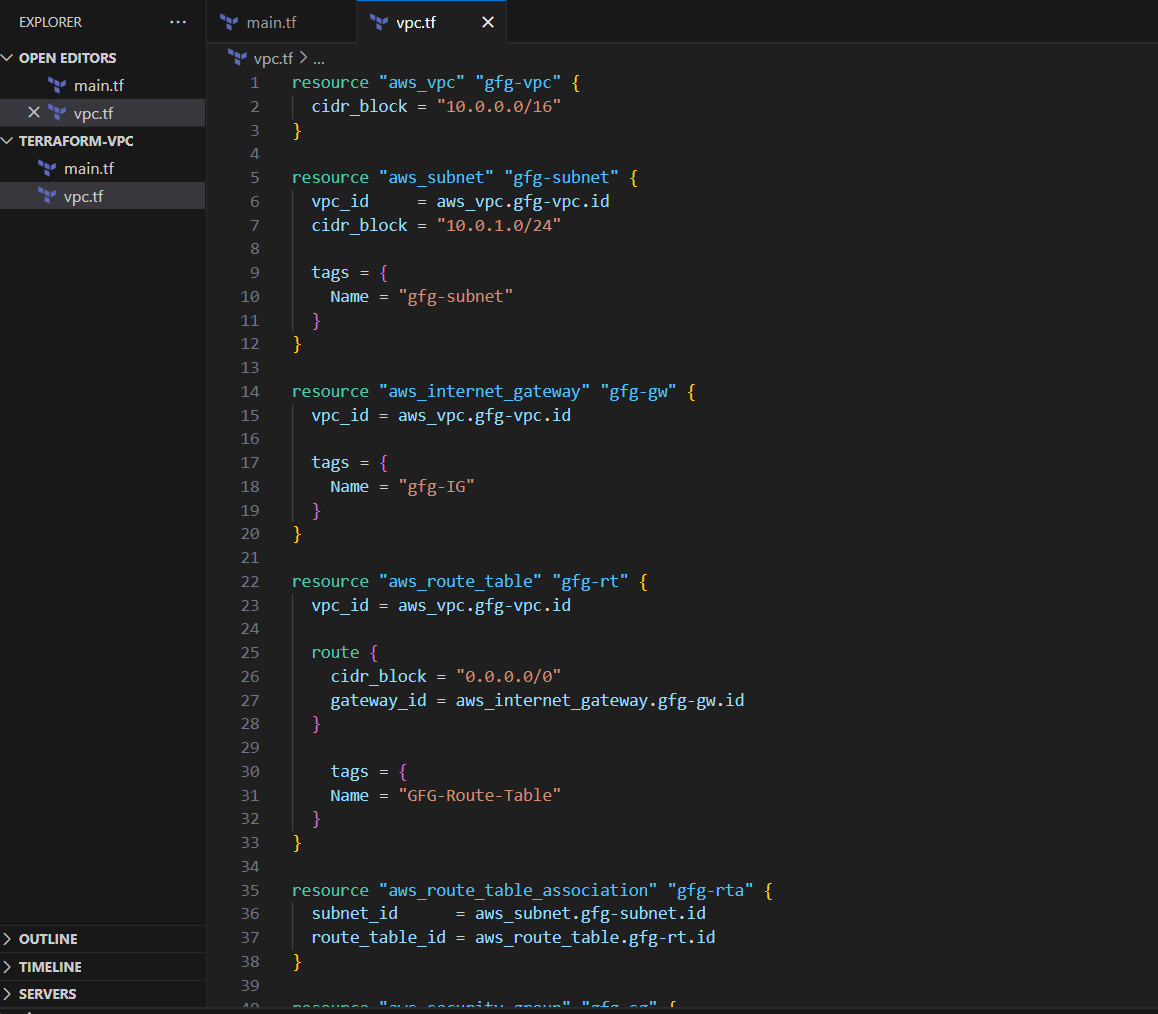 EXPLORER
...
OPEN EDITORS
main.tf
vpc.tf
TERRAFORM-VPC
main.tf
vpc.tf
OUTLINE
TIMELINE
SERVERS
main.tf
vpc.tf
vpc.tf > ...
1 resource "aws_vpc" "gfg-vpc" {
2   cidr_block = "10.0.0.0/16"
3 }
4
5 resource "aws_subnet" "gfg-subnet" {
6   vpc_id     = aws_vpc.gfg-vpc.id
7   cidr_block = "10.0.1.0/24"
8
9   tags = {
10     Name = "gfg-subnet"
11   }
12 }
13
14 resource "aws_internet_gateway" "gfg-gw" {
15   vpc_id = aws_vpc.gfg-vpc.id
16
17   tags = {
18     Name = "gfg-IG"
19   }
20 }
21
22 resource "aws_route_table" "gfg-rt" {
23   vpc_id = aws_vpc.gfg-vpc.id
24
25   route {
26     cidr_block = "0.0.0.0/0"
27     gateway_id = aws_internet_gateway.gfg-gw.id
28   }
29
30     tags = {
31     Name = "GFG-Route-Table"
32   }
33 }
34
35 resource "aws_route_table_association" "gfg-rta" {
36   subnet_id      = aws_subnet.gfg-subnet.id
37   route_table_id = aws_route_table.gfg-rt.id
38 }
39
40 resource "aws_security_group" "gfg-sg" {